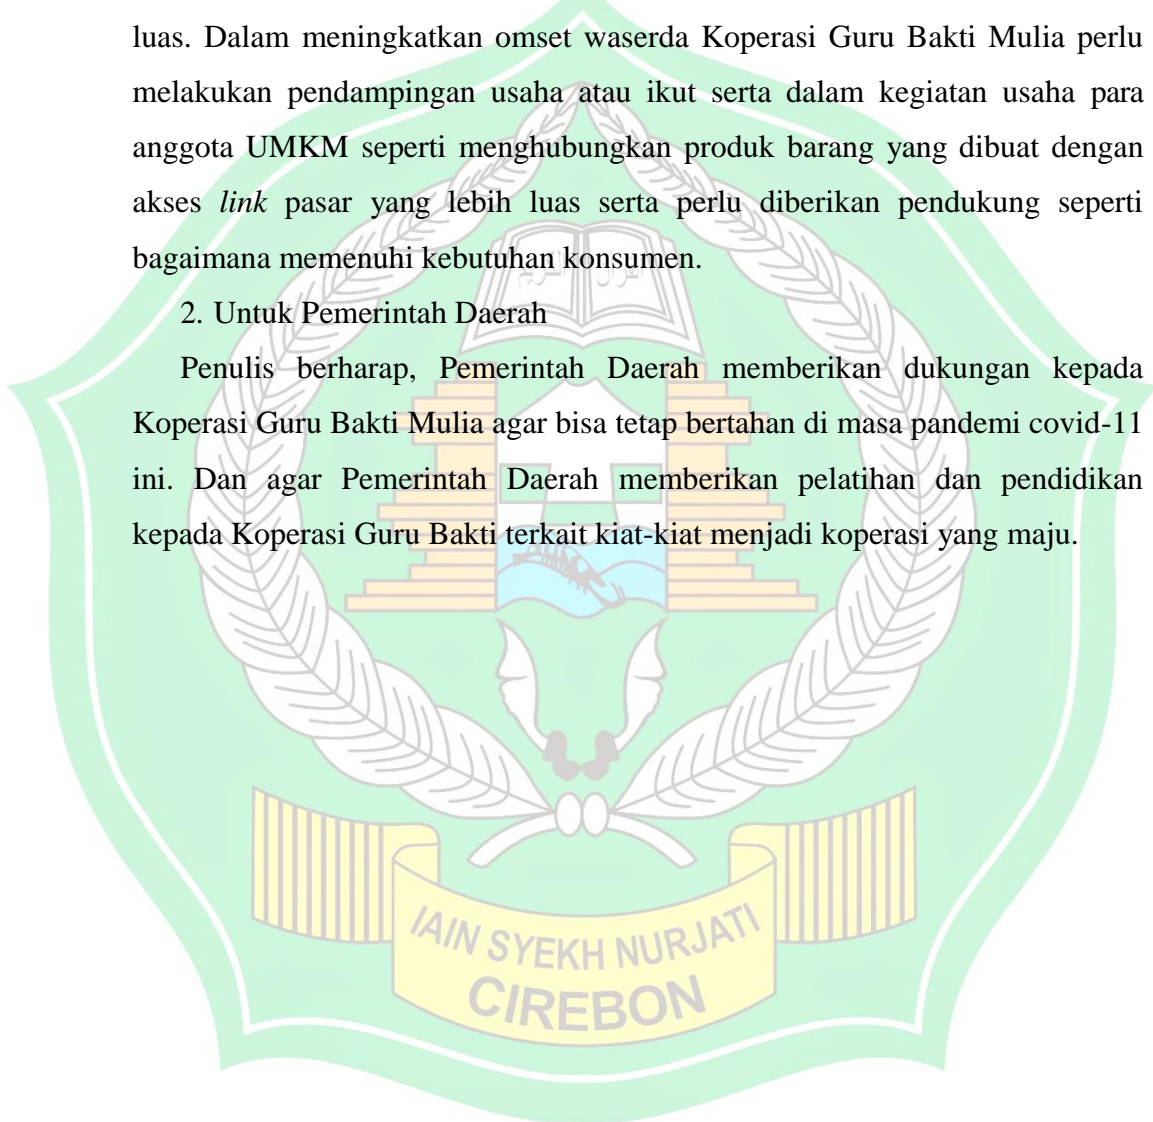 luas. Dalam meningkatkan omset waserda Koperasi Guru Bakti Mulia perlu
melakukan pendampingan usaha atau ikut serta dalam kegiatan usaha para
anggota UMKM seperti menghubungkan produk barang yang dibuat dengan
akses link pasar yang lebih luas serta perlu diberikan pendukung seperti
bagaimana memenuhi kebutuhan konsumen.
2. Untuk Pemerintah Daerah
Penulis berharap, Pemerintah Daerah memberikan dukungan kepada
Koperasi Guru Bakti Mulia agar bisa tetap bertahan di masa pandemi covid-11
ini. Dan agar Pemerintah Daerah memberikan pelatihan dan pendidikan
kepada Koperasi Guru Bakti terkait kiat-kiat menjadi koperasi yang maju.
IAIN SYEKH NURJATI
CIREBON